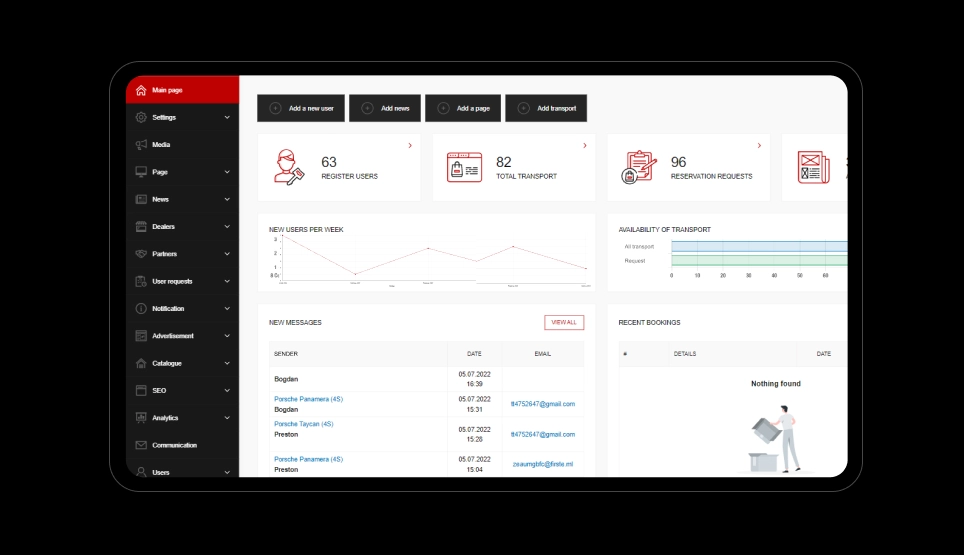 Main page
Settings
Media
Page
News
Dealers
Partners
User requests
Notification
Advertisement
Catalogue
SEO
Analytics
Communication
Users
Add a new user
Add news
Add a page
Add transport
63
REGISTER USERS
82
TOTAL TRANSPORT
96
RESERVATION REQUESTS
NEW USERS PER WEEK
3
2
1
AVAILABILITY OF TRANSPORT
All transport
Request
0 10 20 30 40 50 60
NEW MESSAGES
VIEW ALL
SENDER DATE EMAIL
Bogdan
05.07.2022
16:39
Porsche Panamera (4S)
Bogdan
05.07.2022
15:31
tt4752647@gmail.com
Porsche Taycan (4S)
Preston
05.07.2022
15:28
tt4752647@gmail.com
Porsche Panamera (4S)
Preston
05.07.2022
15:04
zeaumgbfc@finite.ml
RECENT BOOKINGS
# DETAILS DATE
Nothing found